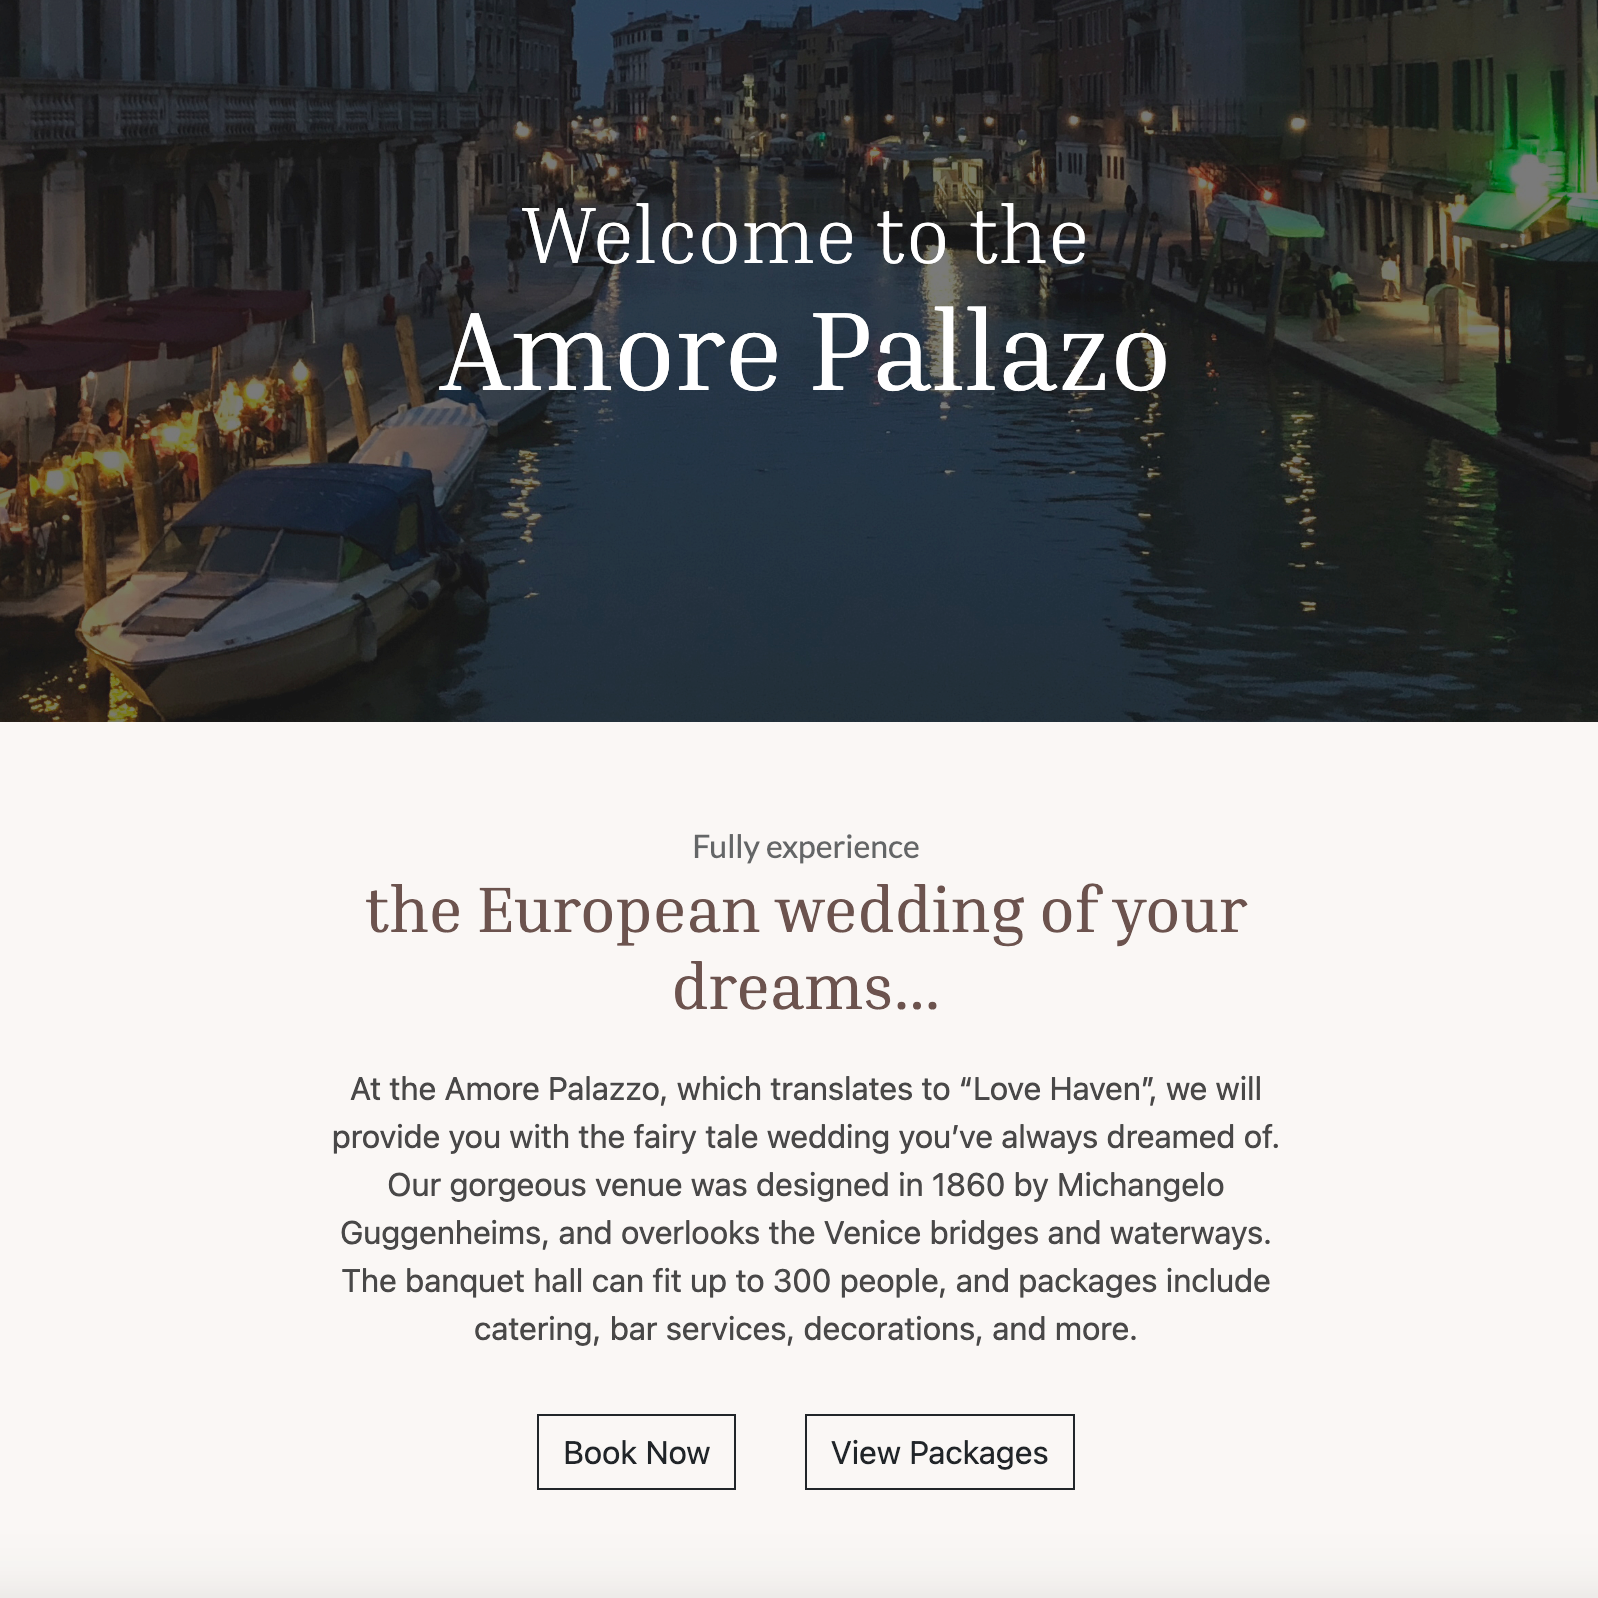 Welcome to the
Amore Pallazo
Fully experience
the European wedding of your
dreams...
At the Amore Palazzo, which translates to “Love Haven”, we will
provide you with the fairy tale wedding you’ve always dreamed of.
Our gorgeous venue was designed in 1860 by Michangelo
Guggenheims, and overlooks the Venice bridges and waterways.
The banquet hall can fit up to 300 people, and packages include
catering, bar services, decorations, and more.
Book Now
View Packages